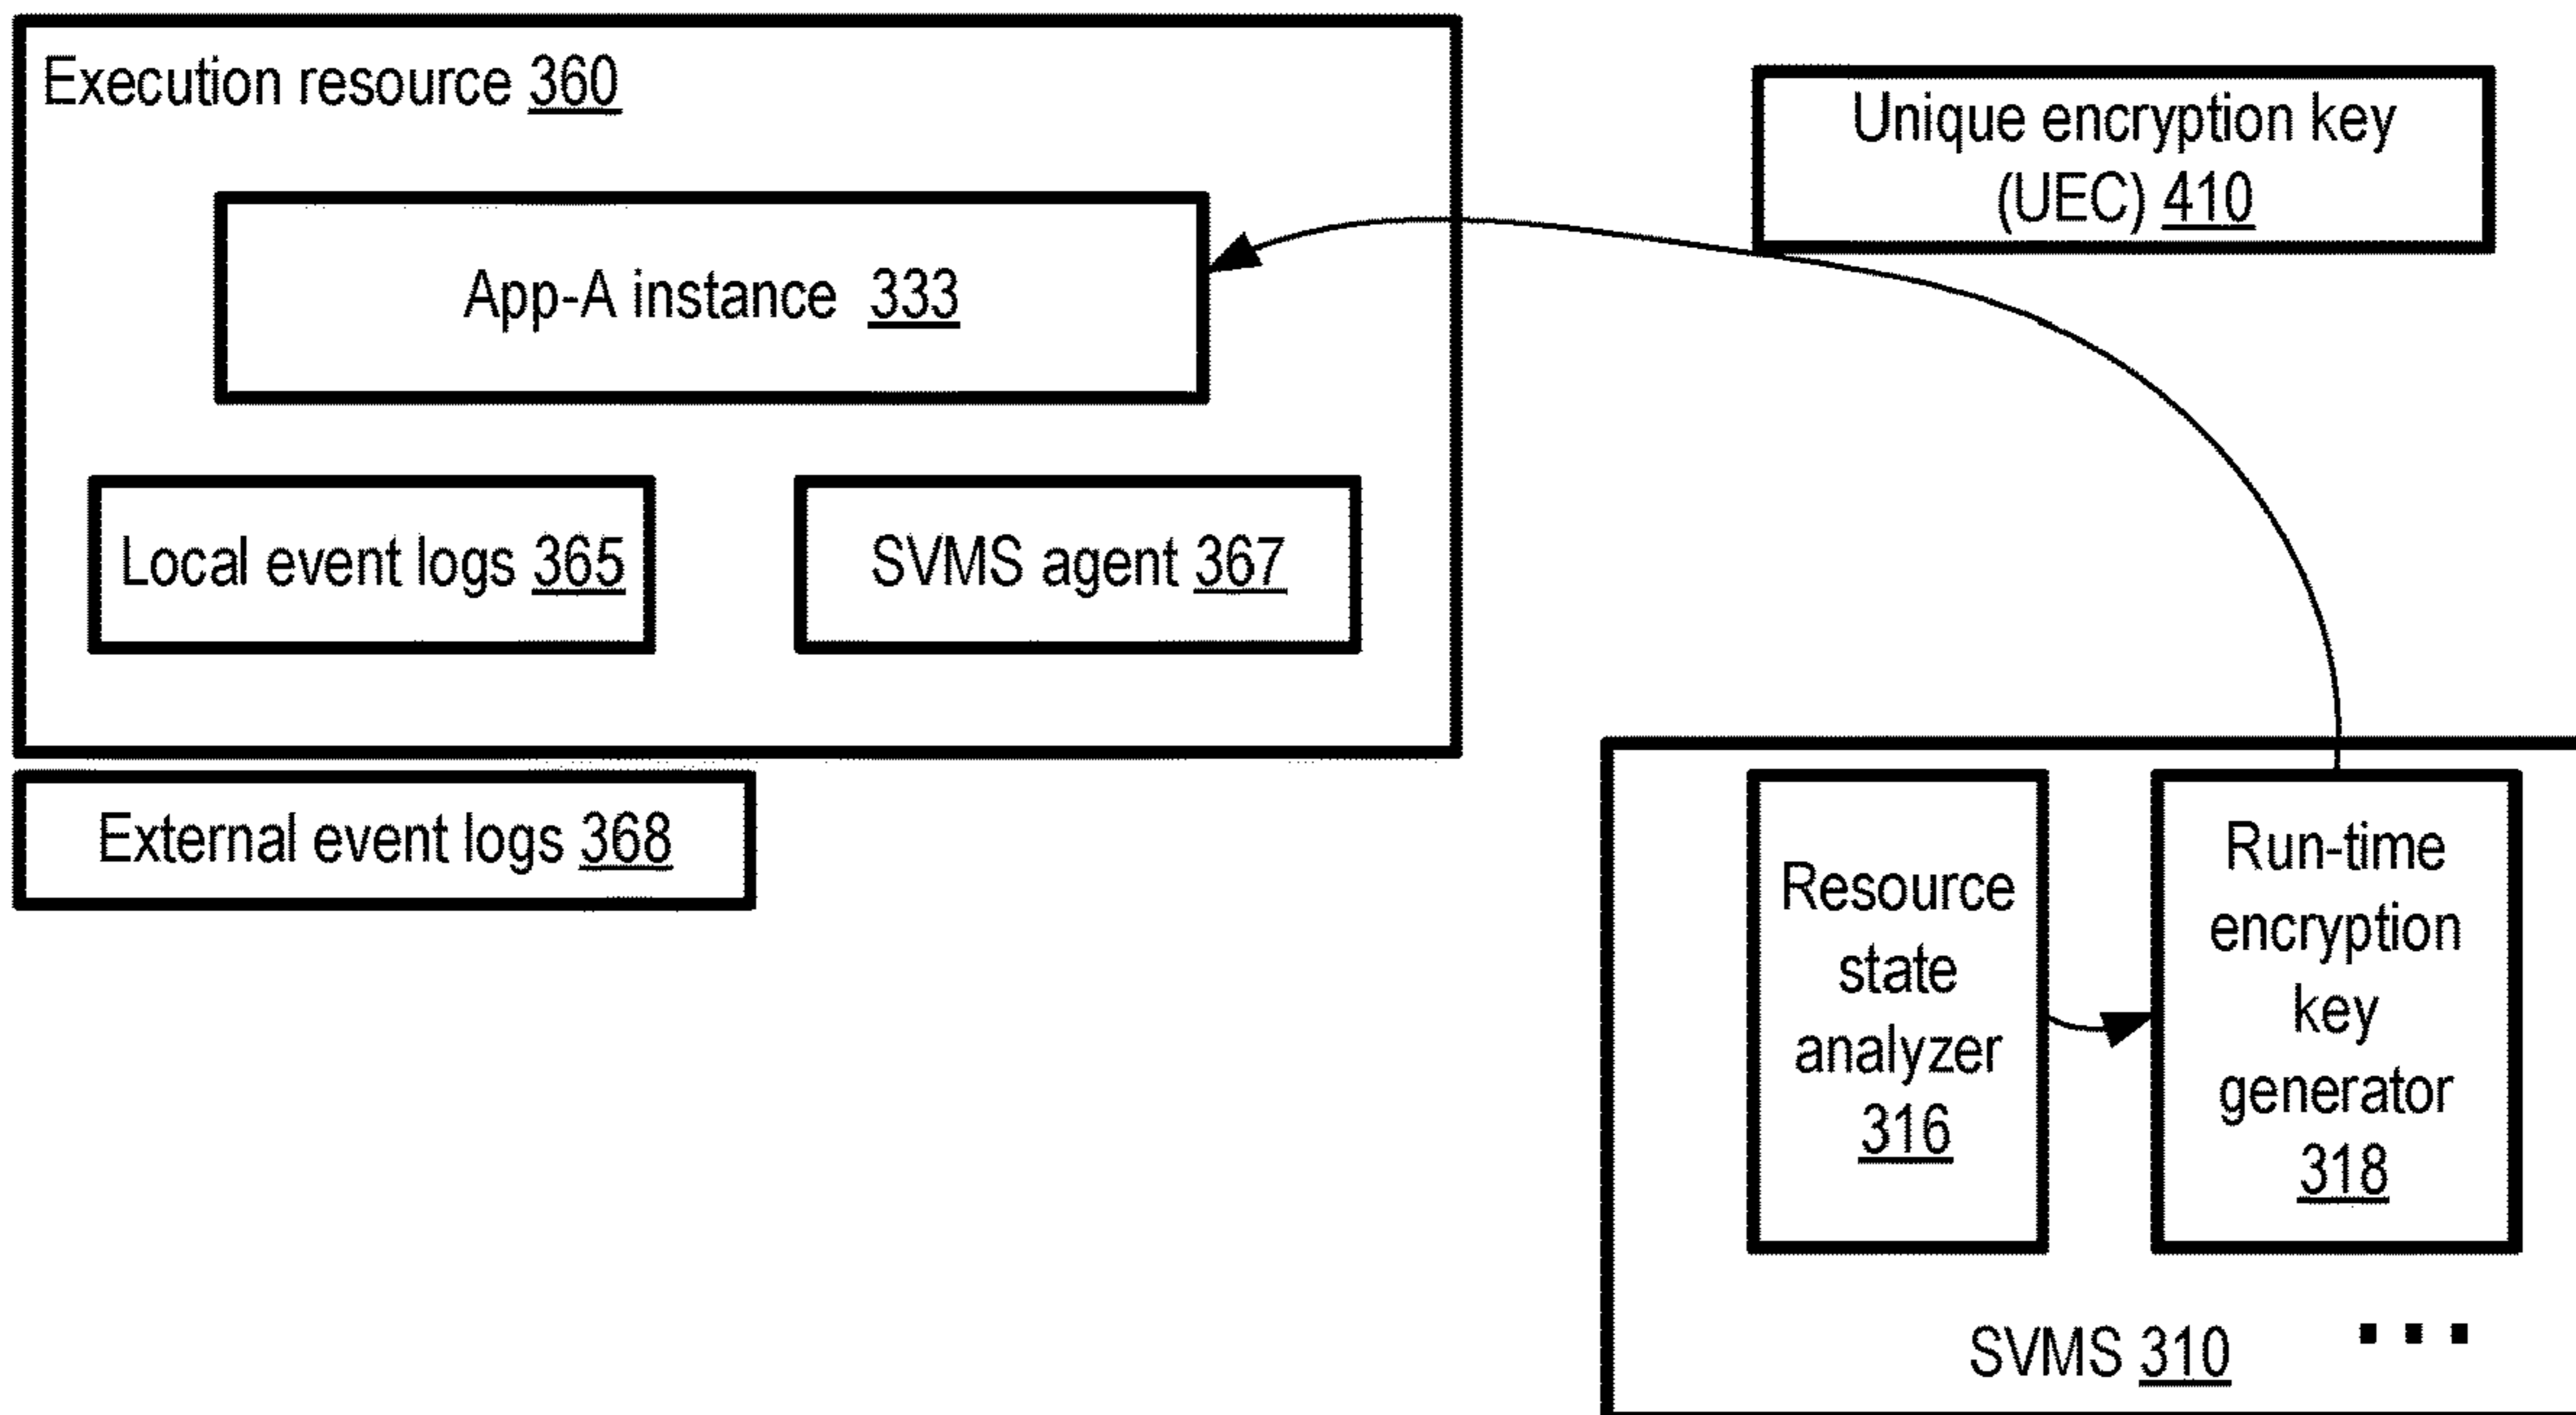 Execution resource 360
App-A instance 333
Local event logs 365
SVMS agent 367
External event logs 368
Unique encryption key
(UEC) 410
Resource
state
analyzer
316
Run-time
encryption
key
generator
318
SVMS 310 ...